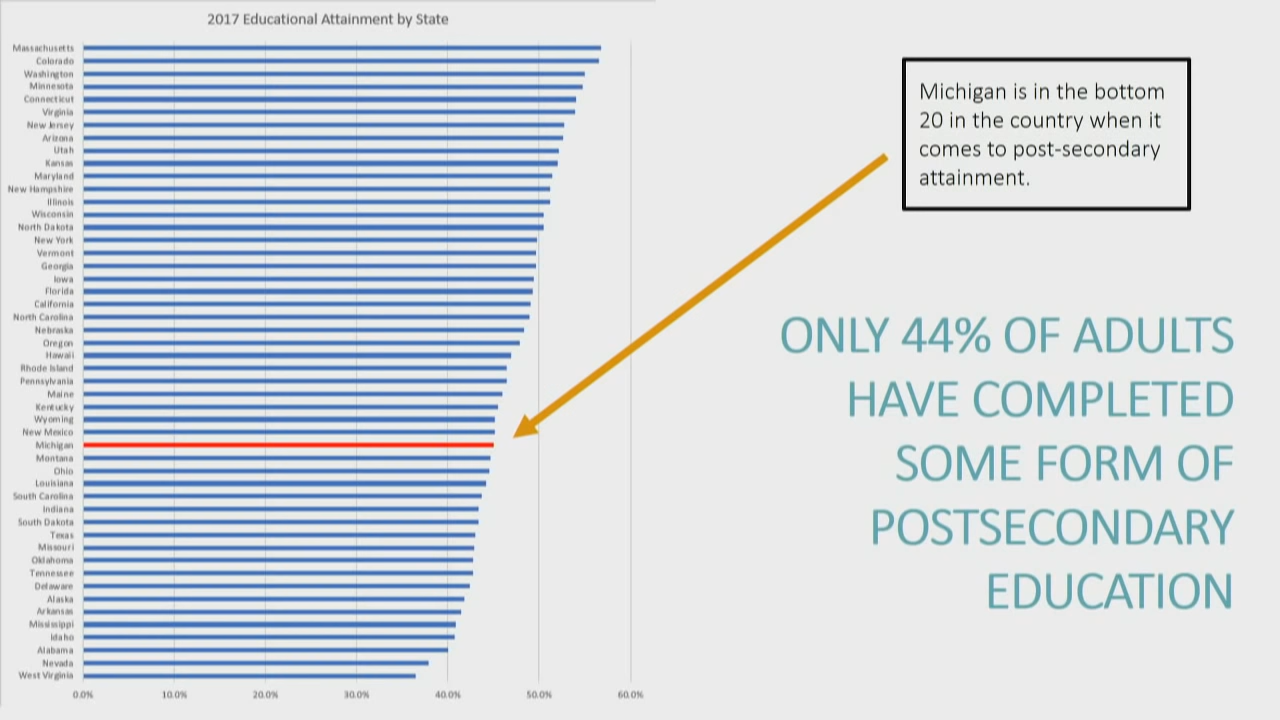 2017 Educational Attainment by State
Massachusetts
Colorado
Washington
Minnesota
Connecticut
Virginia
New Jersey
Arizona
Utah
Kansas
Maryland
New Hampshire
Illinois
Wisconsin
North Dakota
New York
Vermont
Georgia
Iowa
Florida
California
North Carolina
Nebraska
Oregon
Hawaii
Rhode Island
Pennsylvania
Maine
Kentucky
Wyoming
New Mexico
Michigan
Montana
Ohio
Louisiana
South Carolina
Indiana
South Dakota
Texas
Missouri
Oklahoma
Tennessee
Delaware
Alaska
Arkansas
Mississippi
Idaho
Alabama
Nevada
West Virginia
0.0% 10.0% 20.0% 30.0% 40.0% 50.0% 60.0%
Michigan is in the bottom
20 in the country when it
comes to post-secondary
attainment.
ONLY 44% OF ADULTS
HAVE COMPLETED
SOME FORM OF
POSTSECONDARY
EDUCATION